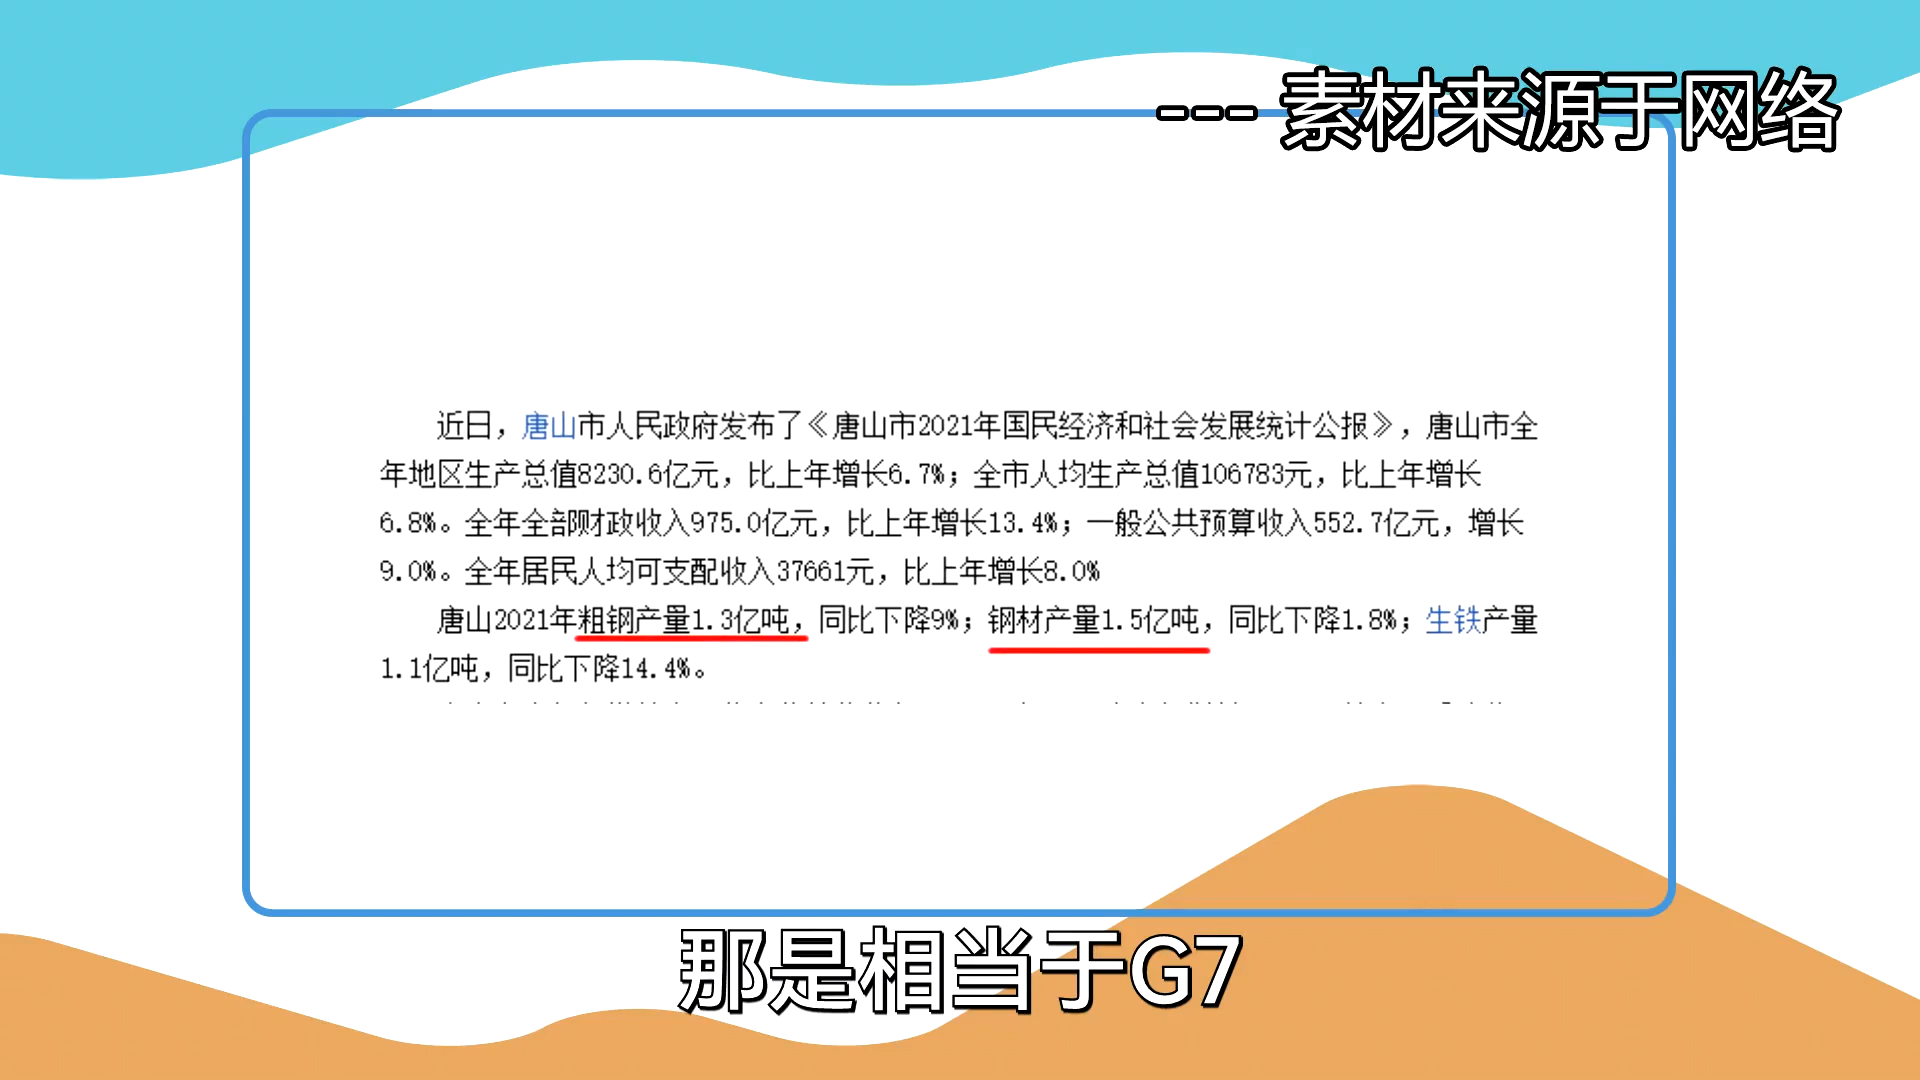 --- 素材来源于网络
近日，唐山市人民政府发布了《唐山市2021年国民经济和社会发展统计公报》，唐山市全
年地区生产总值8230.6亿元，比上年增长6.7%；全市人均生产总值106783元，比上年增长
6.8%。全年全部财政收入975.0亿元，比上年增长13.4%；一般公共预算收入552.7亿元，增长
9.0%。全年居民人均可支配收入37661元，比上年增长8.0%
唐山2021年粗钢产量1.3亿吨，同比下降9%；钢材产量1.5亿吨，同比下降1.8%；生铁产量
1.1亿吨，同比下降14.4%。
那是相当于G7